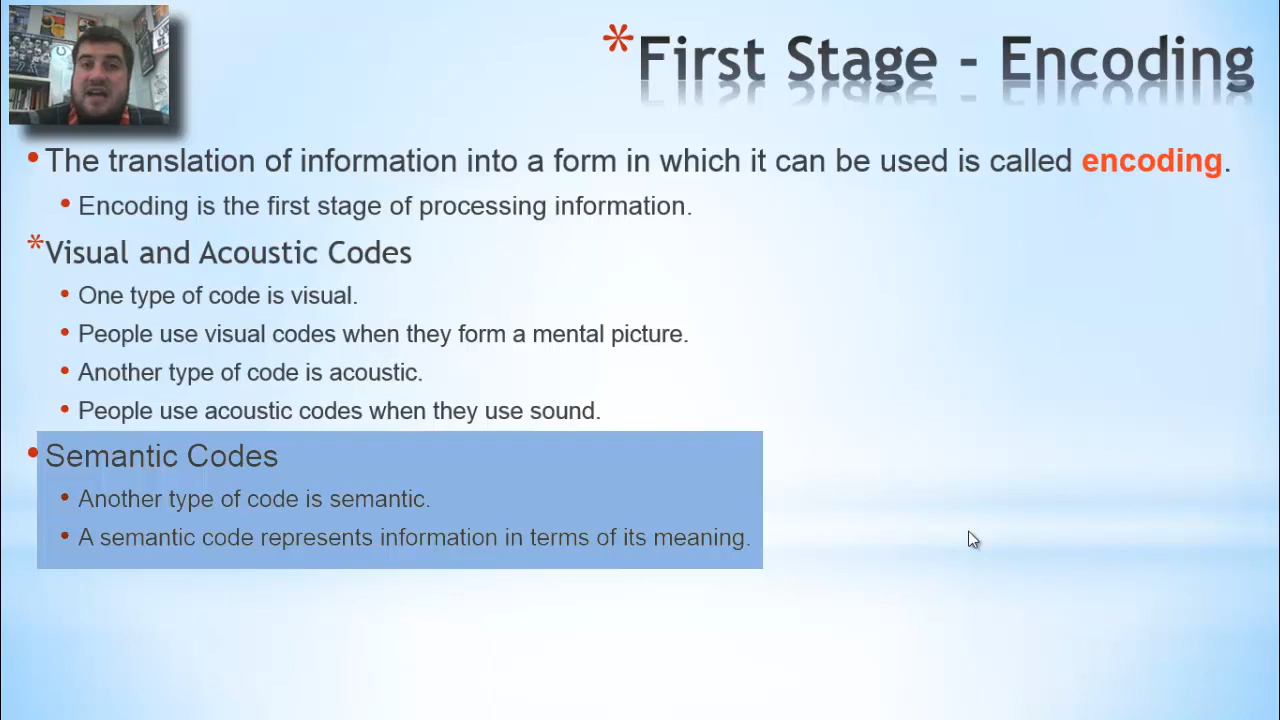 *First Stage - Encoding
• The translation of information into a form in which it can be used is called encoding.
• Encoding is the first stage of processing information.
*Visual and Acoustic Codes
• One type of code is visual.
• People use visual codes when they form a mental picture.
• Another type of code is acoustic.
• People use acoustic codes when they use sound.
• Semantic Codes
• Another type of code is semantic.
• A semantic code represents information in terms of its meaning.